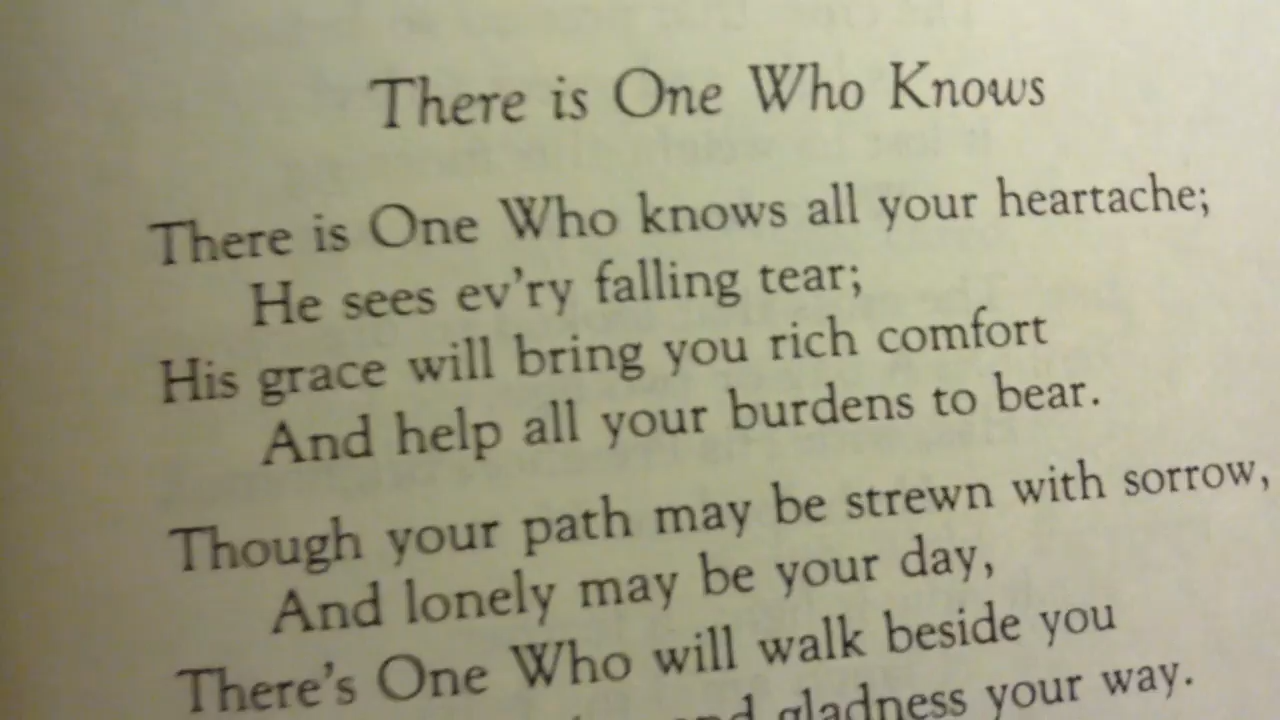 There is One Who Knows
There is One Who knows all your heartache;
He sees ev'ry falling tear;
His grace will bring you rich comfort
And help all your burdens to bear.
Though your path may be strewn with sorrow,
And lonely may be your day,
There's One Who will walk beside you
gladness your way.